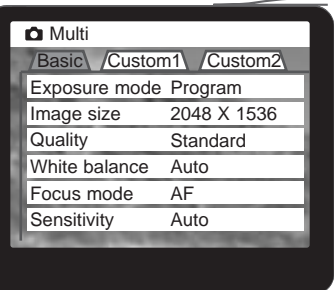 Multi
Basic Custom1 Custom2
Exposure mode Program
Image size 2048 X 1536
Quality Standard
White balance Auto
Focus mode AF
Sensitivity Auto